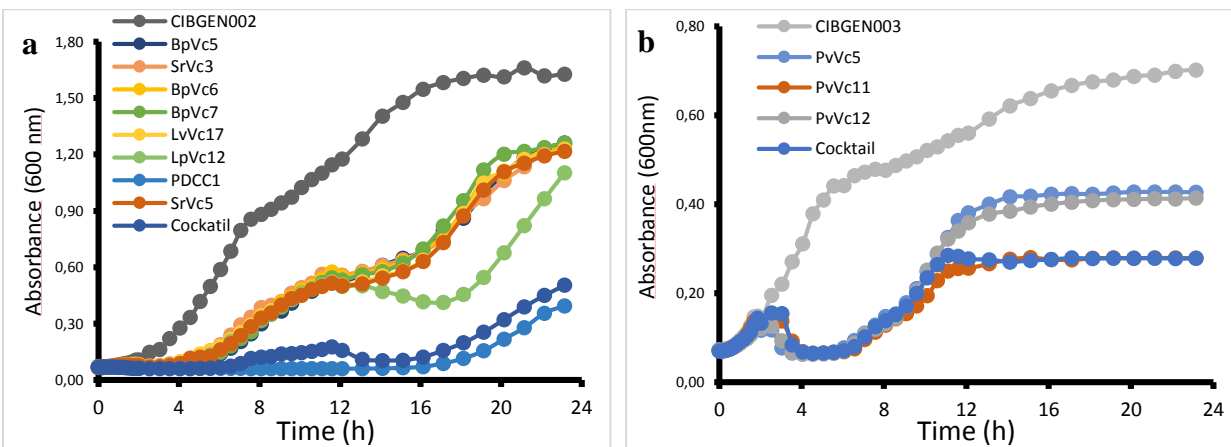 a
CIBGEN002
BpVc5
SrVc3
BpVc6
BpVc7
LvVc17
LpVc12
PDCC1
SrVc5
Cockatil
Absorbance (600 nm)
1,80
1,50
1,20
0,90
0,60
0,30
0,00
0 4 8 12 16 20 24
Time (h)
b
CIBGEN003
PvVc5
PvVc11
PvVc12
Cocktail
Absorbance (600nm)
0,80
0,60
0,40
0,20
0,00
0 4 8 12 16 20 24
Time (h)